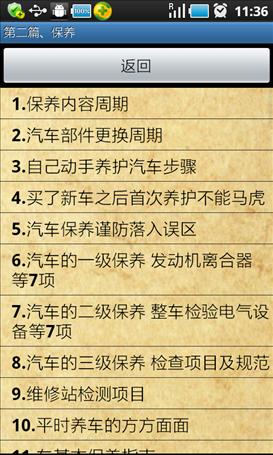 R
100%
11:36
第二篇、保养
返回
1.保养内容周期
2.汽车部件更换周期
3.自己动手养护汽车步骤
4.买了新车之后首次养护不能马虎
5.汽车保养谨防落入误区
6.汽车的一级保养 发动机离合器
等7项
7.汽车的二级保养 整车检验电气设
备等7项
8.汽车的三级保养 检查项目及规范
9.维修站检测项目
10.平时养车的方方面面